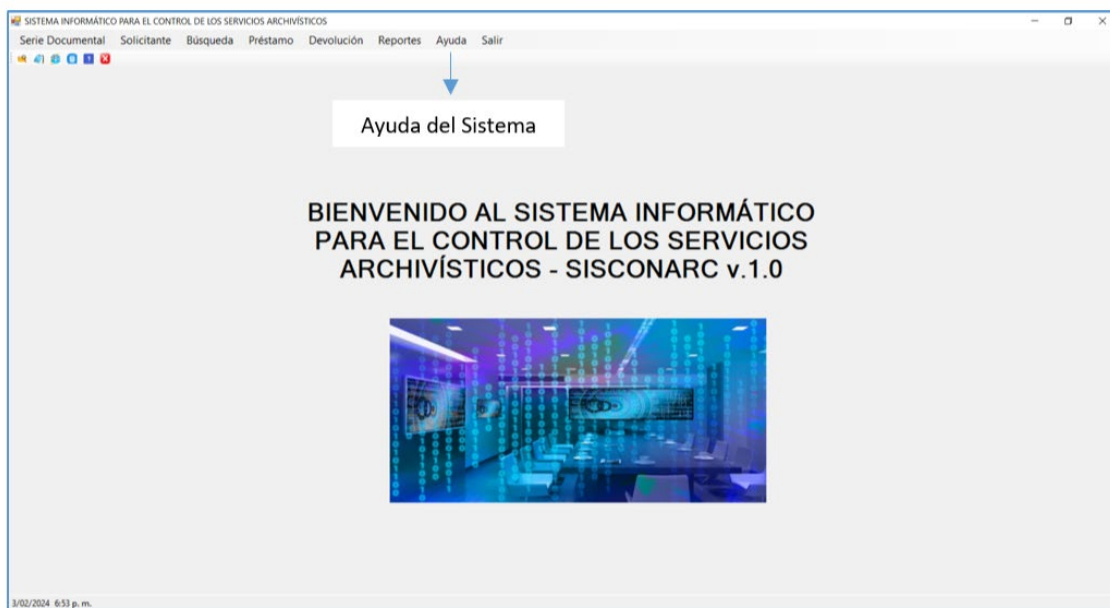 SISTEMA INFORMÁTICO PARA EL CONTROL DE LOS SERVICIOS ARCHIVÍSTICOS
Serie Documental Solicitante Búsqueda Préstamo Devolución Reportes Ayuda Salir
Ayuda del Sistema
BIENVENIDO AL SISTEMA INFORMÁTICO
PARA EL CONTROL DE LOS SERVICIOS
ARCHIVÍSTICOS - SISCONARC v.1.0
3/02/2024 6:53 p. m.